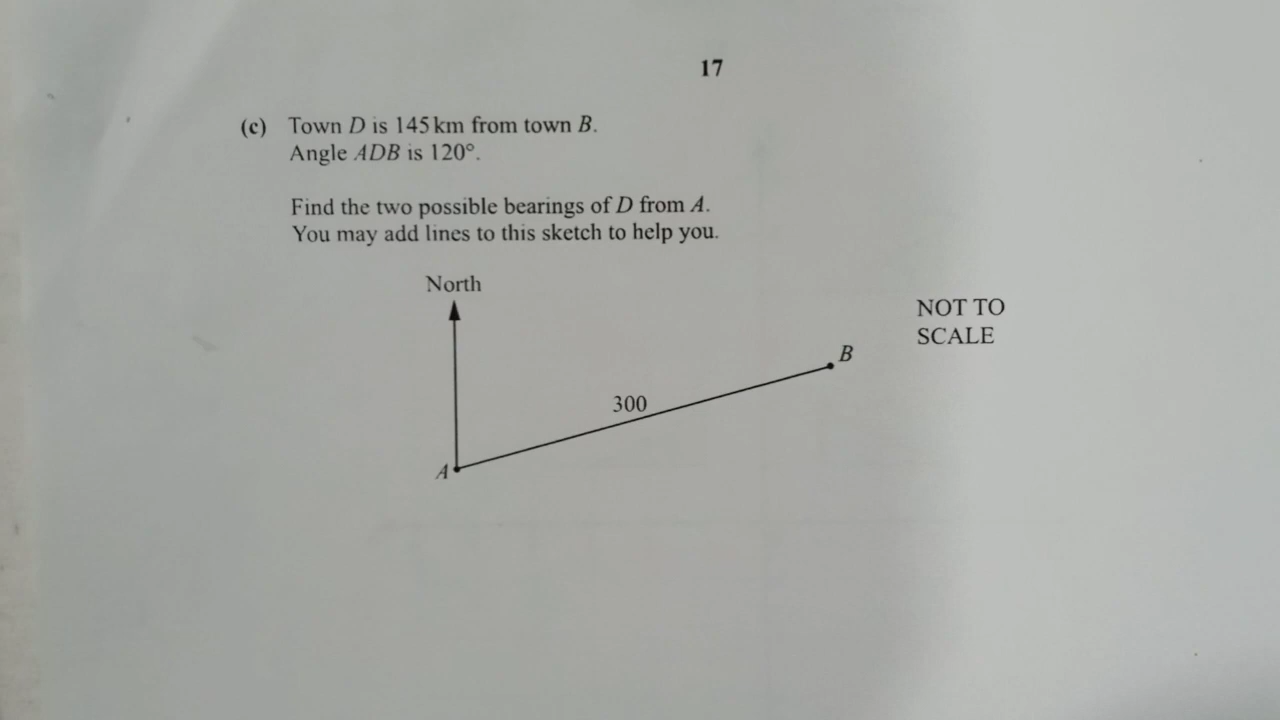 17
(c) Town D is 145 km from town B.
Angle ADB is 120°.
Find the two possible bearings of D from A.
You may add lines to this sketch to help you.
North
NOT TO
SCALE
B
300
A